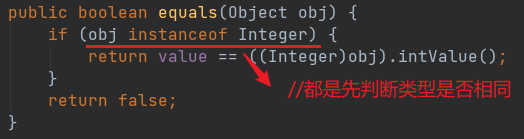 public boolean equals(Object obj) {
    if (obj instanceof Integer) {
        return value == ((Integer)obj).intValue();
    }
//都是先判断类型是否相同
    return false;
}